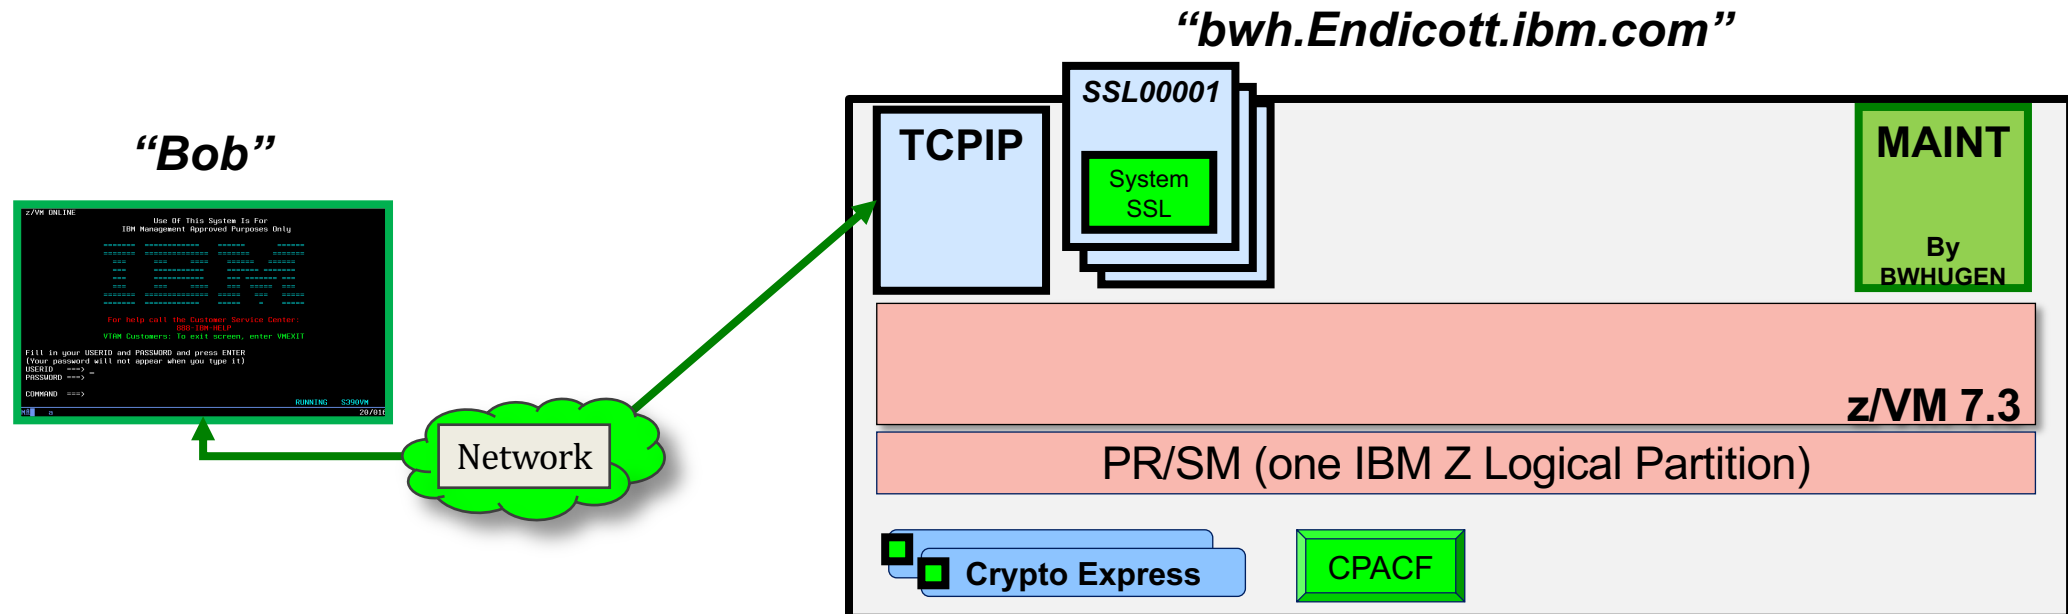 “bwh.Endicott.ibm.com”
“Bob”
z/VM ONLINE
Use Of This System Is For
IBM Management Approved Purposes Only
For help call the Customer Service Center:
VTAM Customers: To exit screen, enter VMEXIT
Fill in your USERID and PASSWORD and press ENTER
(Your password will not appear when you type it)
USERID ===> _
PASSWORD ===>
COMMAND ===>
RUNNING S390VM
20/016
Network
TCPIP
SSL00001
System
SSL
MAINT
By
BWHUGEN
z/VM 7.3
PR/SM (one IBM Z Logical Partition)
Crypto Express
CPACF